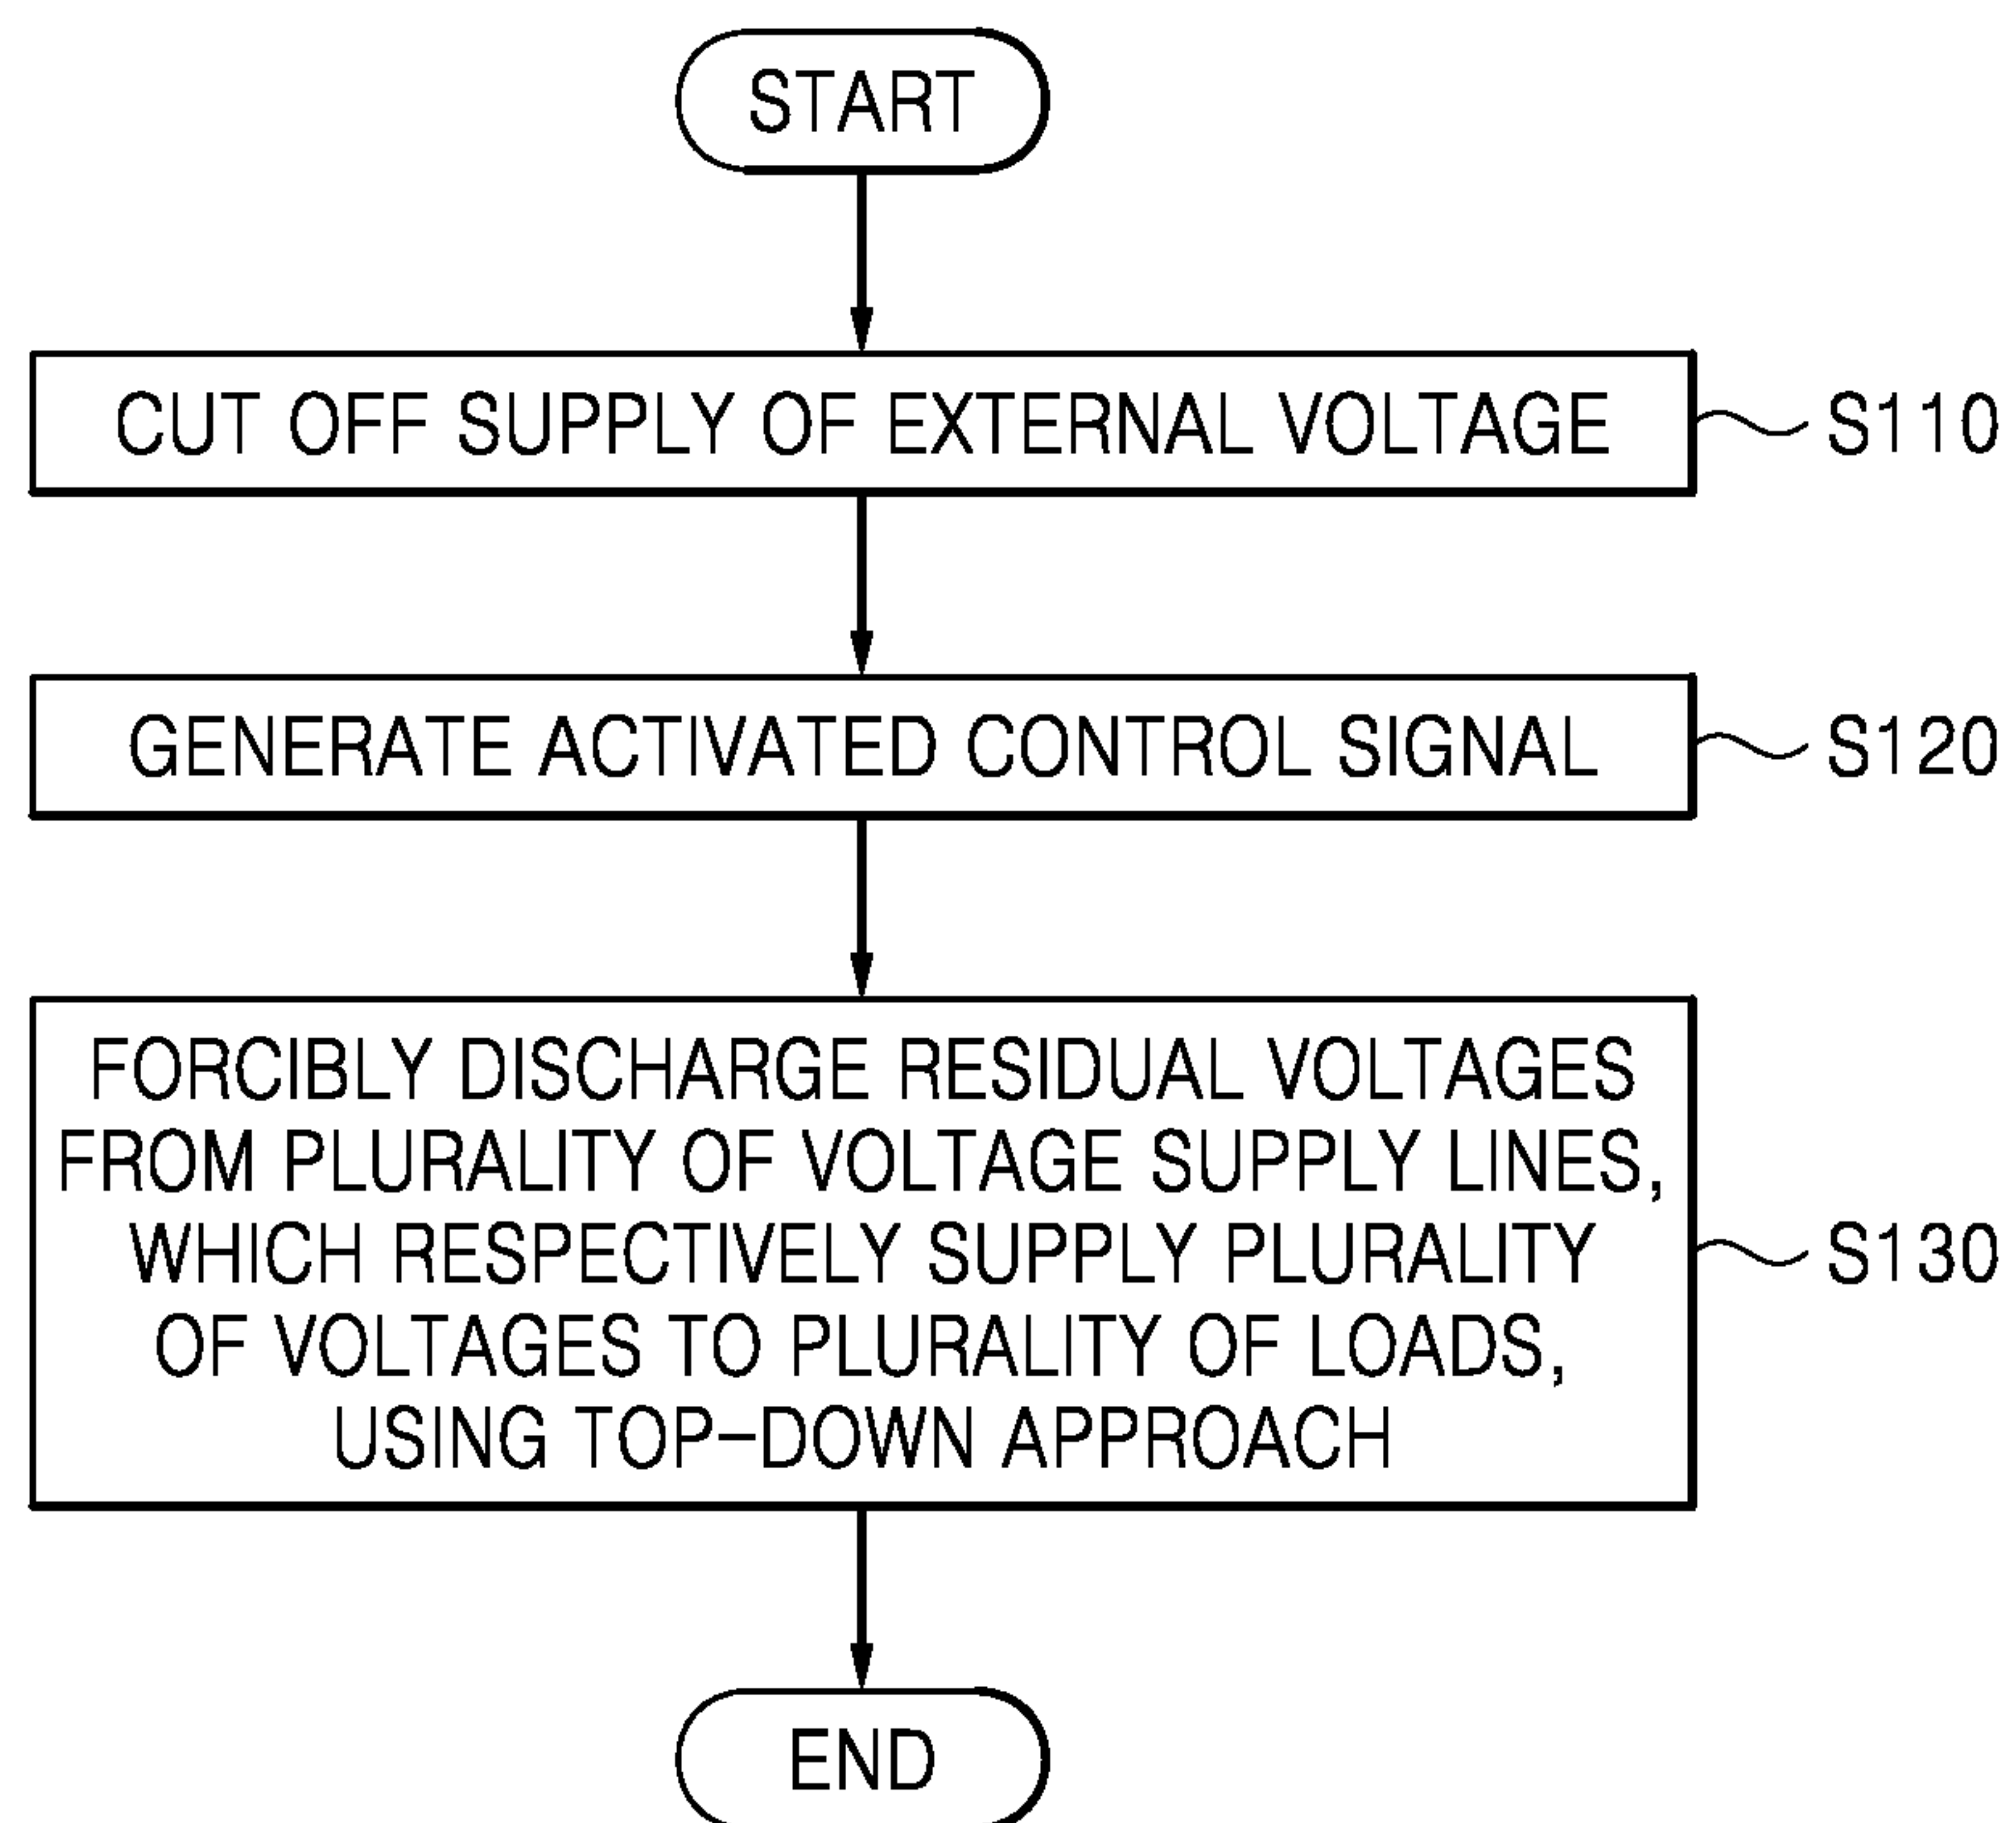 START
CUT OFF SUPPLY OF EXTERNAL VOLTAGE
S110
GENERATE ACTIVATED CONTROL SIGNAL
S120
FORCIBLY DISCHARGE RESIDUAL VOLTAGES
FROM PLURALITY OF VOLTAGE SUPPLY LINES,
WHICH RESPECTIVELY SUPPLY PLURALITY
OF VOLTAGES TO PLURALITY OF LOADS,
USING TOP-DOWN APPROACH
S130
END